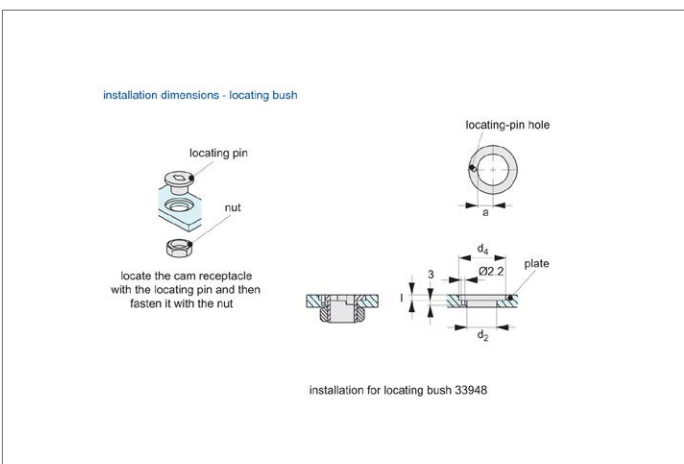 installation dimensions - locating bush
locating-pin hole
locating pin
a
nut
d4
plate
3
Ø2.2
locate the cam receptacle
with the locating pin and then
fasten it with the nut
l
d2
installation for locating bush 33948